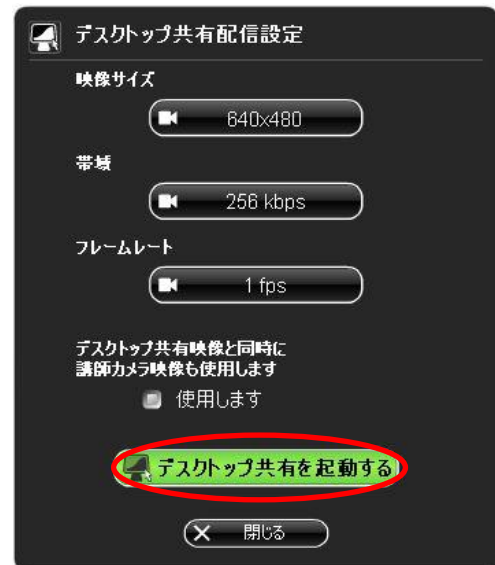 デスクトップ共有配信設定
映像サイズ
640×480
帯域
256 kbps
フレームレート
1 fps
デスクトップ共有映像と同時に
講師カメラ映像も使用します
使用します
デスクトップ共有を起動する
閉じる